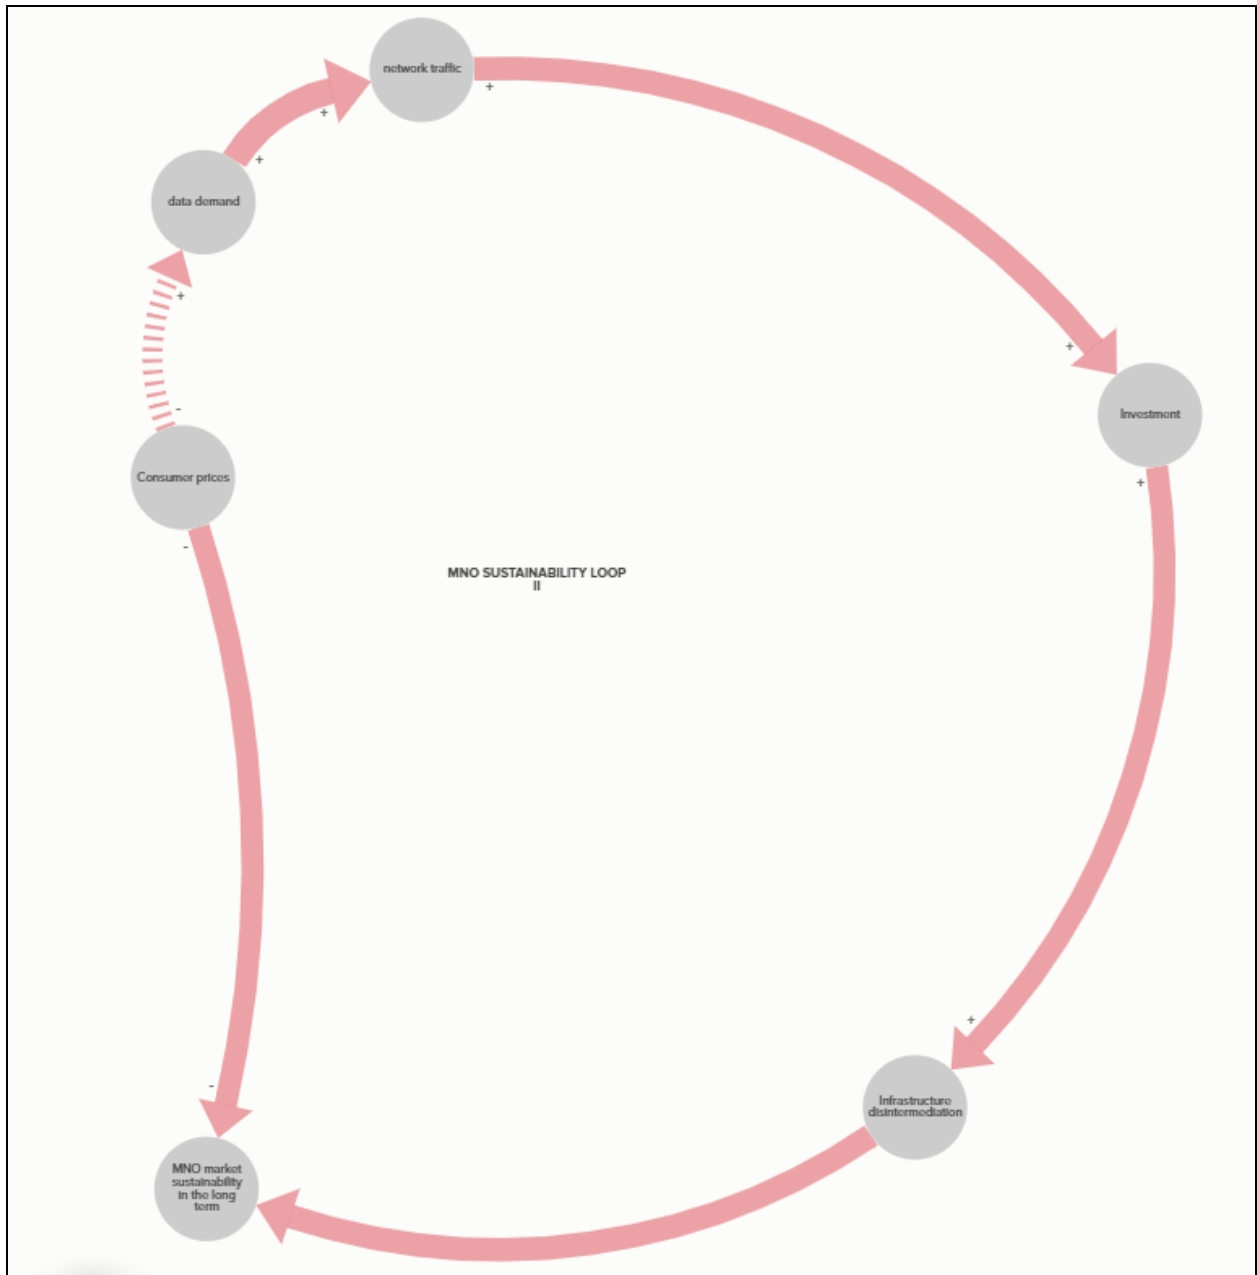 network traffic
+
+
+
data demand
+
+
-
Consumer prices
-
+
Investment
+
MNO SUSTAINABILITY LOOP
II
+
Infrastructure
disintermediation
-
MNO market
sustainability
in the long
term